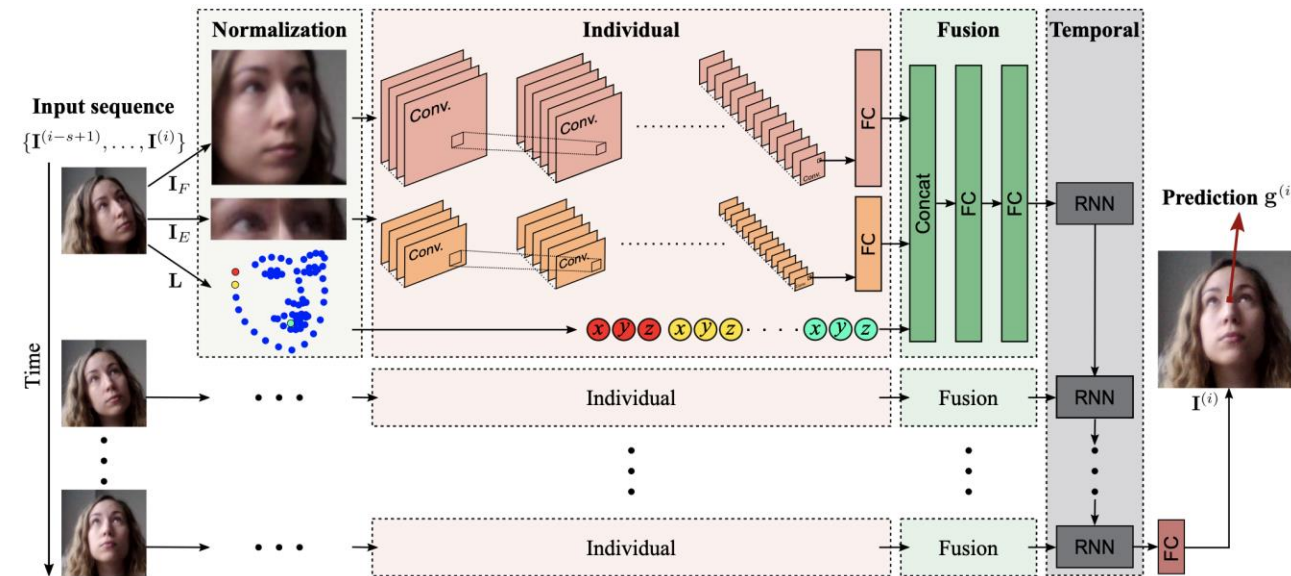 Normalization
Individual
Fusion
Temporal
Input sequence
{I^(i−s+1), . . . , I^(i)}
I_F
I_E
L
Conv.
Conv.
Conv.
FC
Conv.
Conv.
FC
x y z x y z · · · · x y z
Concat
FC
FC
RNN
Prediction g^(i
I^(i)
Time
Individual
Fusion
RNN
Individual
Fusion
RNN
FC